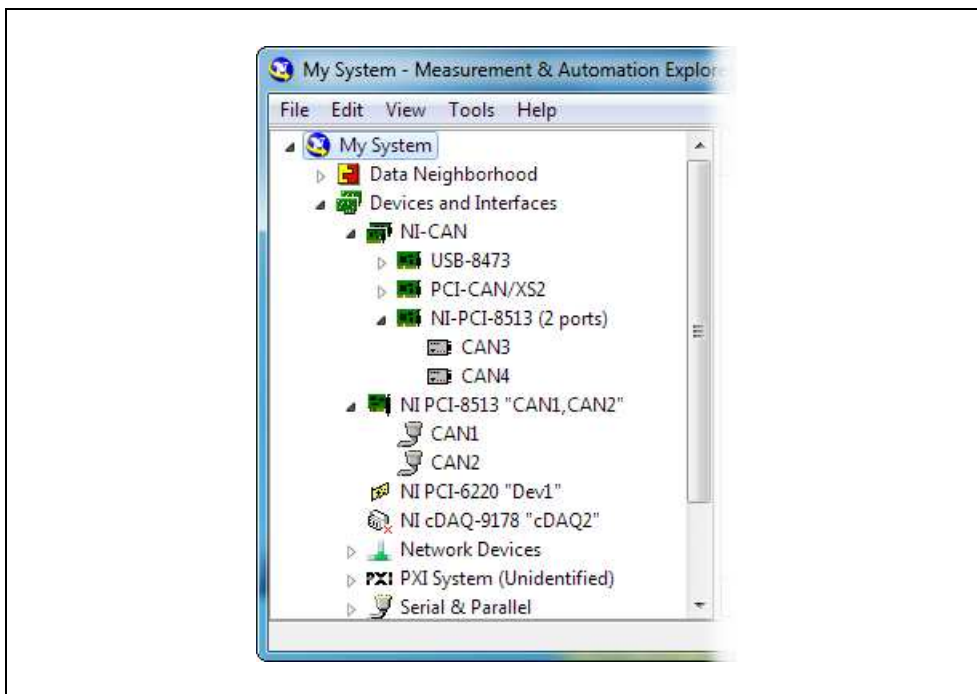 My System - Measurement & Automation Explore
File Edit View Tools Help
My System
Data Neighborhood
Devices and Interfaces
NI-CAN
USB-8473
PCI-CAN/XS2
NI-PCI-8513 (2 ports)
CAN3
CAN4
NI PCI-8513 "CAN1,CAN2"
CAN1
CAN2
NI PCI-6220 "Dev1"
NI cDAQ-9178 "cDAQ2"
Network Devices
PXI PXI System (Unidentified)
Serial & Parallel